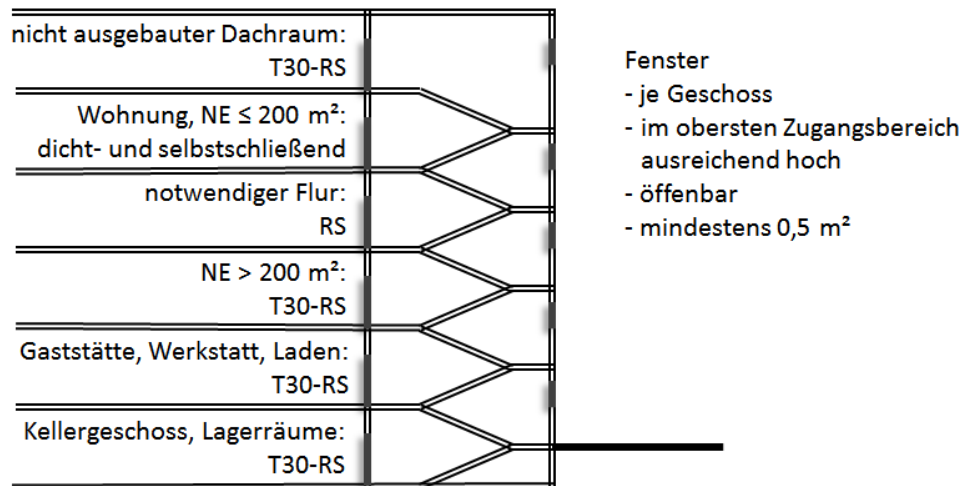 nicht ausgebauter Dachraum:
T30-RS
Wohnung, NE ≤ 200 m²:
dicht- und selbstschließend
notwendiger Flur:
RS
NE > 200 m²:
T30-RS
Gaststätte, Werkstatt, Laden:
T30-RS
Kellergeschoss, Lagerräume:
T30-RS
Fenster
- je Geschoss
- im obersten Zugangsbereich
ausreichend hoch
- öffenbar
- mindestens 0,5 m²